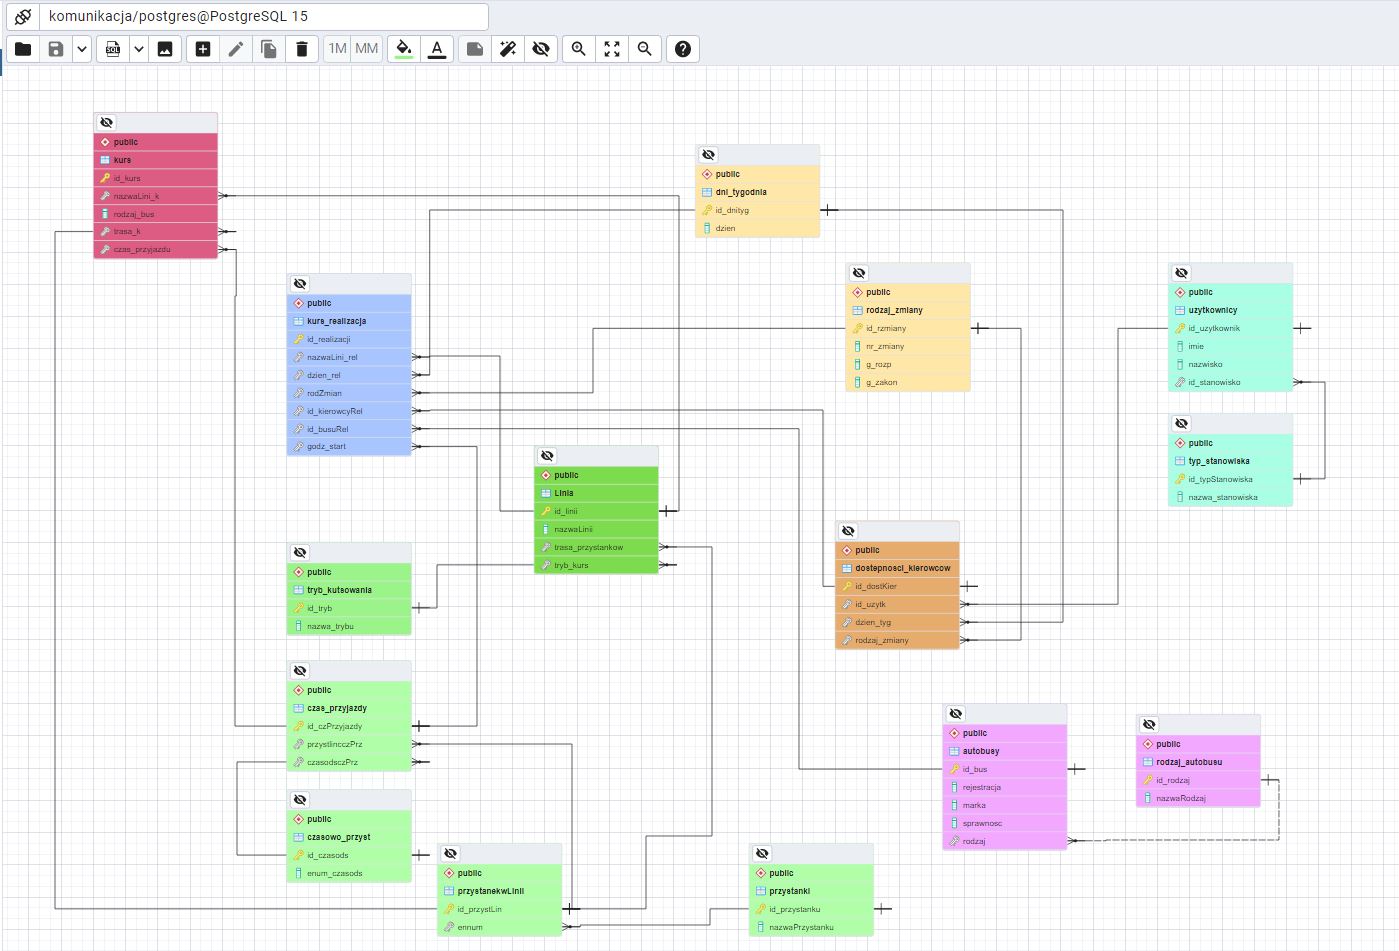 komunikacja/postgres@PostgreSQL 15
SQL
1M MM
A
public
kurs
id_kurs
nazwaLini_k
rodzaj_bus
trasa_k
czas_przyjazdu
public
dni_tygodnia
id_dnityg
dzien
public
kurs_realizacja
id_realizacji
nazwaLini_rel
dzien_rel
rodZmian
id_kierowcyRel
id_busuRel
godz_start
public
rodzaj_zmiany
id_rzmiany
nr_zmiany
g_rozp
g_zakon
public
uzytkownicy
id_uzytkownik
imie
nazwisko
id_stanowisko
public
typ_stanowiska
id_typStanowiska
nazwa_stanowiska
public
Linia
id_linii
nazwaLinii
trasa_przystankow
tryb_kurs
public
dostepnosci_kierowcow
id_dostKier
id_uzytk
dzien_tyg
rodzaj_zmiany
public
tryb_kutsowania
id_tryb
nazwa_trybu
public
czas_przyjazdy
id_czPrzyjazdy
przystlincczPrz
czasodsczPrz
public
autobusy
id_bus
rejestracja
marka
sprawnosc
rodzaj
public
rodzaj_autobusu
id_rodzaj
nazwaRodzaj
public
czasowo_przyst
id_czasods
enum_czasods
public
przystanekwLinii
id_przystLin
ennum
public
przystanki
id_przystanku
nazwaPrzystanku